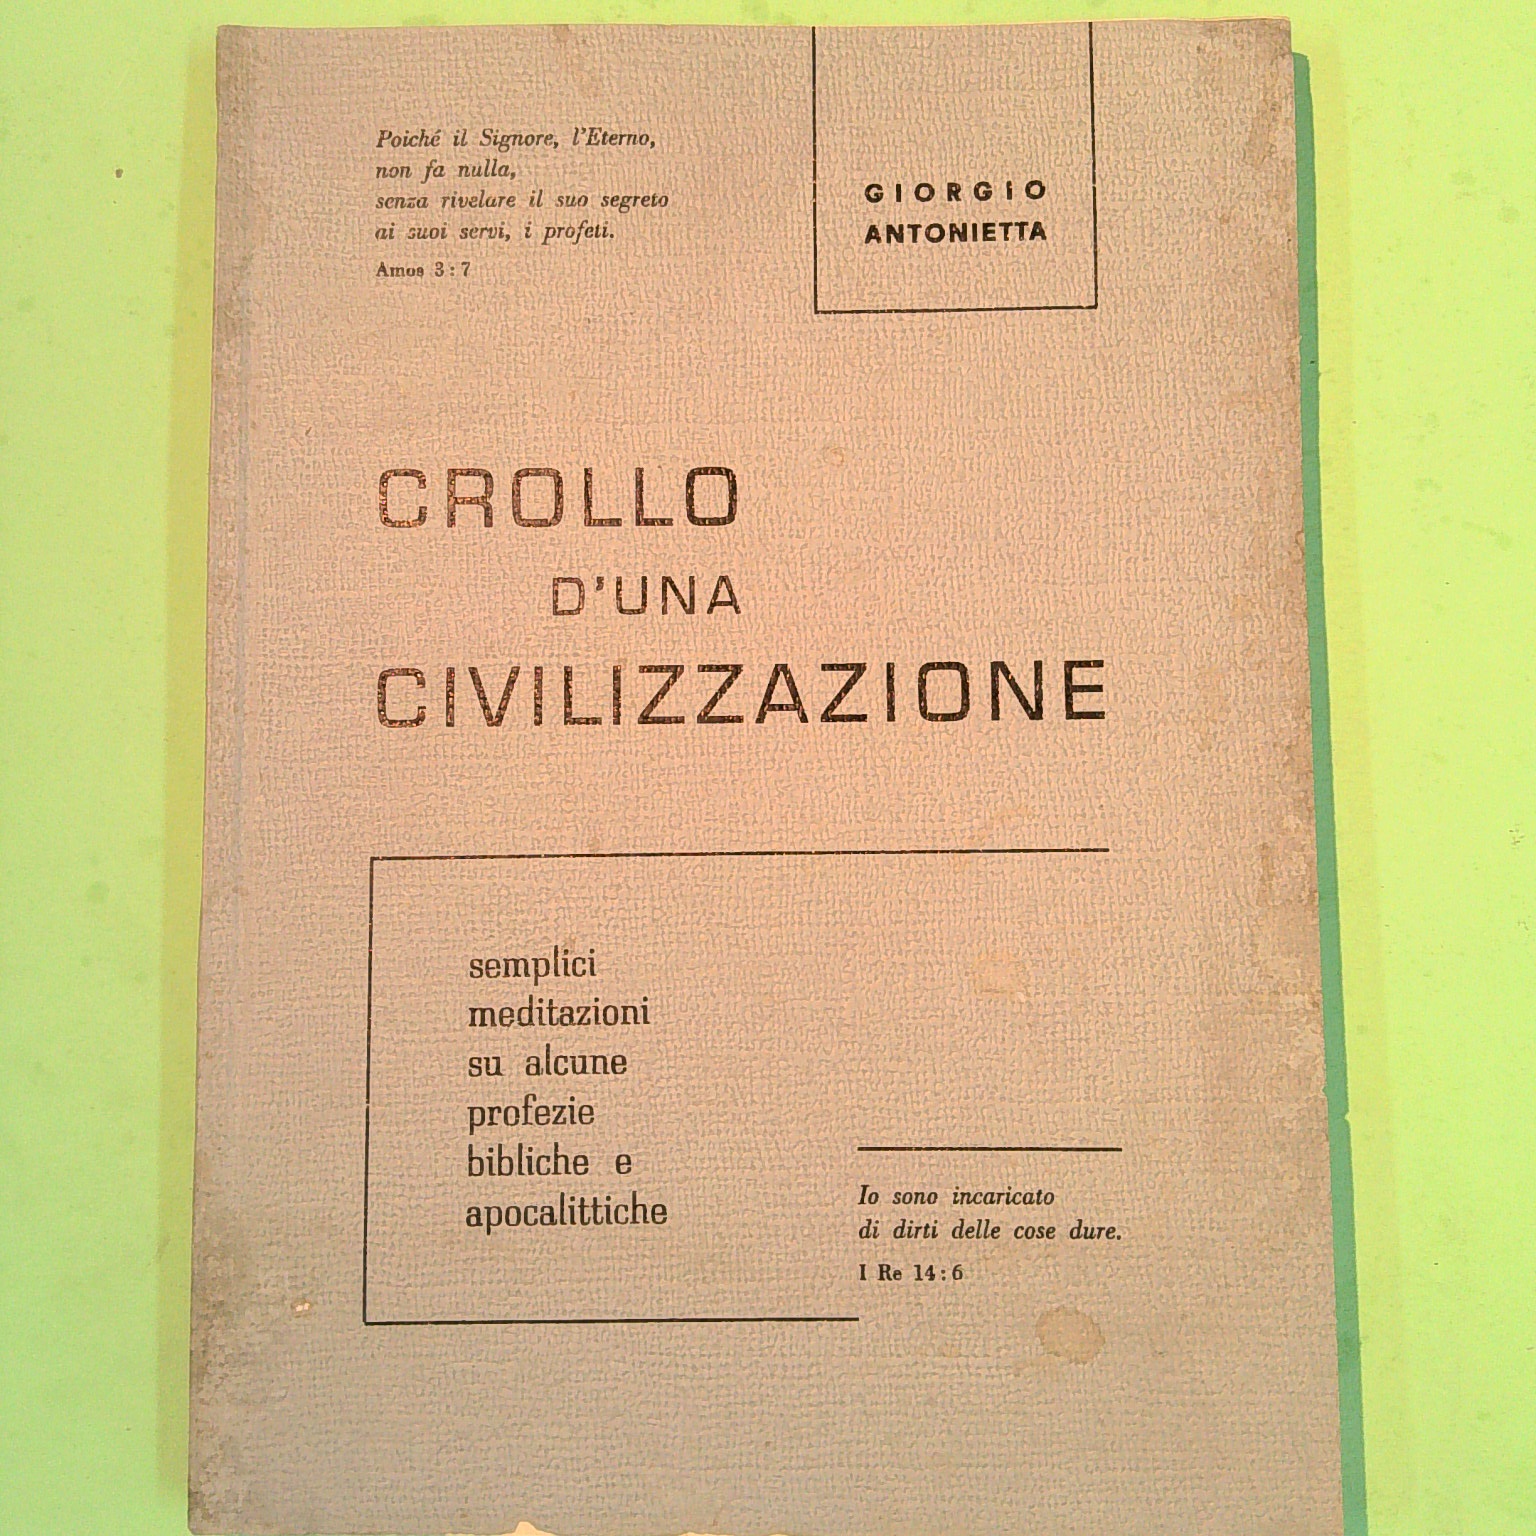 Poiché il Signore, l'Eterno,
non fa nulla,
senza rivelare il suo segreto
ai suoi servi, i profeti.
Amos 3:7
GIORGIO
ANTONIETTA
CROLLO
D'UNA
CIVILIZZAZIONE
semplici
meditazioni
su alcune
profezie
bibliche e
apocalittiche
Io sono incaricato
di dirti delle cose dure.
I Re 14:6